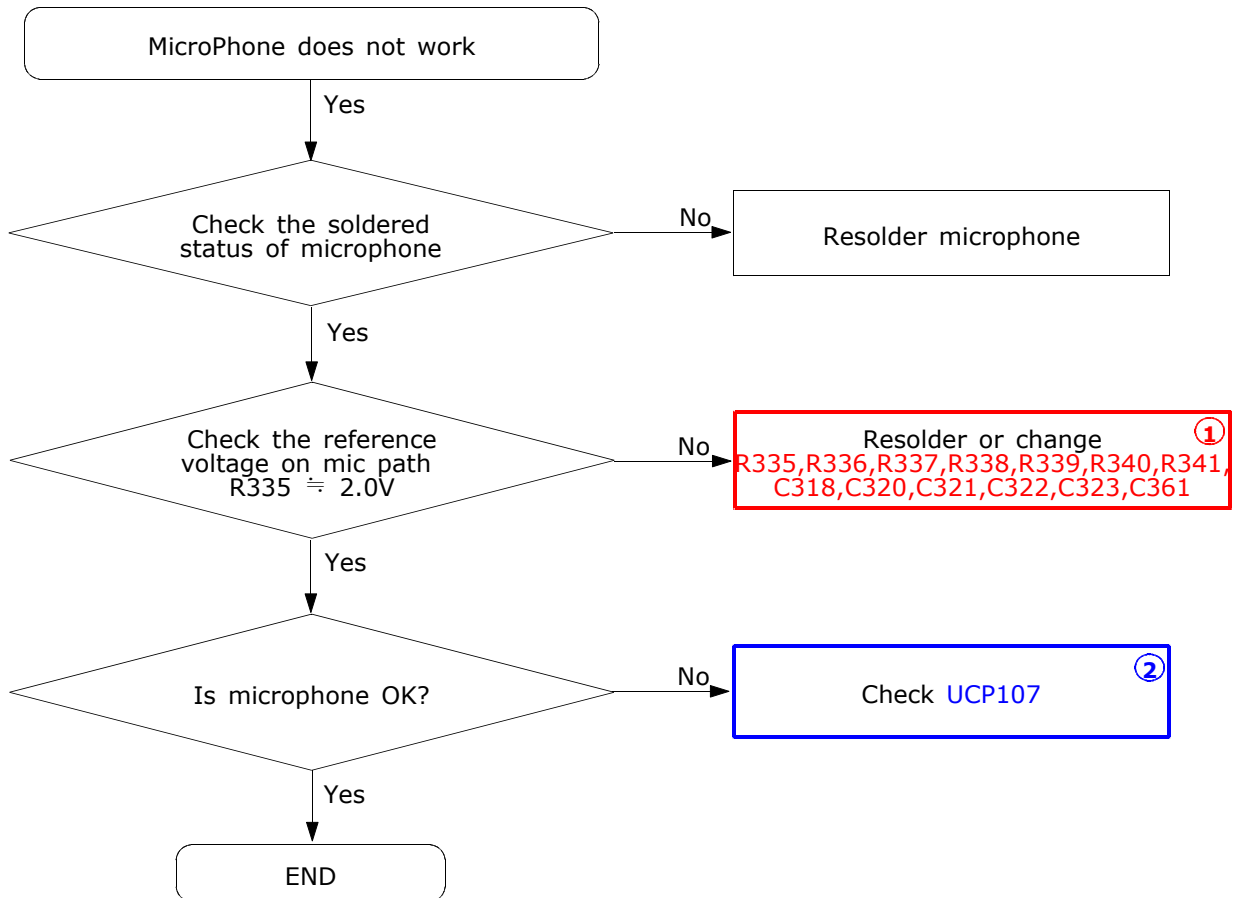 MicroPhone does not work
Yes
Check the soldered
status of microphone
No
Resolder microphone
Yes
Check the reference
voltage on mic path
R335 ≒ 2.0V
No
Resolder or change
①
R335,R336,R337,R338,R339,R340,R341,
C318,C320,C321,C322,C323,C361
Yes
Is microphone OK?
No
Check UCP107
②
Yes
END